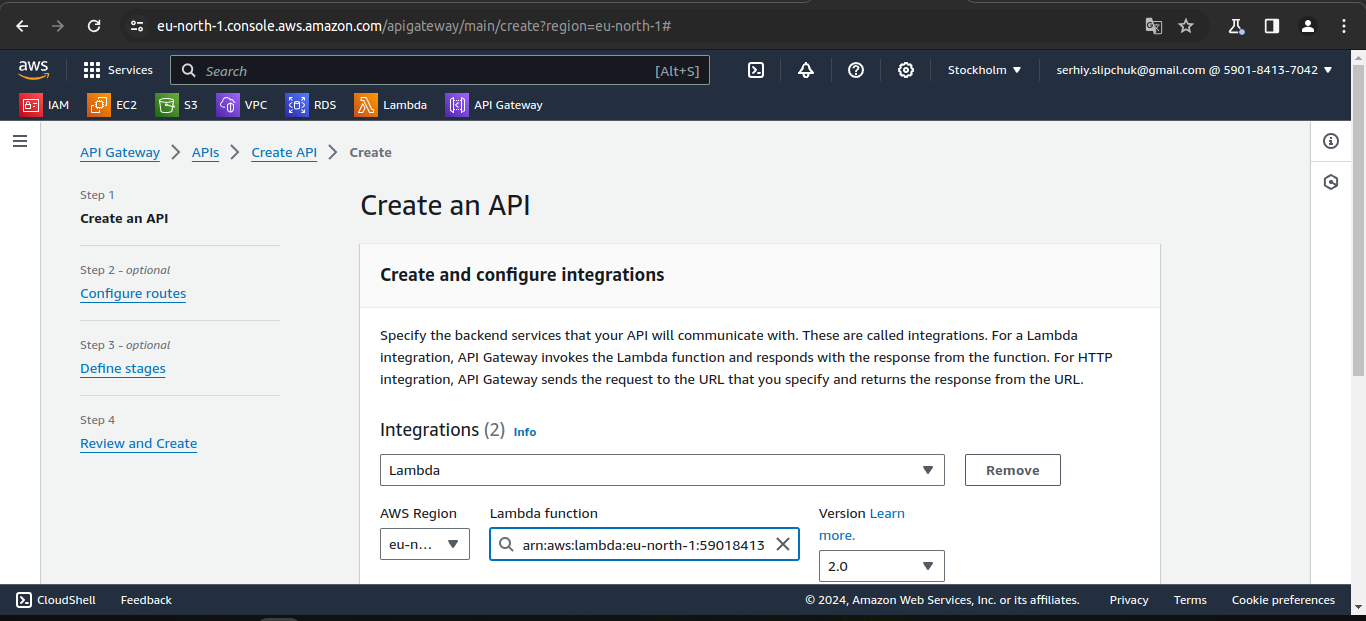 eu-north-1.console.aws.amazon.com/apigateway/main/create?region=eu-north-1#
aws Services Search [Alt+S] Stockholm serhiy.slipchuk@gmail.com @ 5901-8413-7042
IAM EC2 S3 VPC RDS Lambda API Gateway
API Gateway APIs Create API Create
Step 1
Create an API
Step 2 - optional
Configure routes
Step 3 - optional
Define stages
Step 4
Review and Create
Create an API
Create and configure integrations
Specify the backend services that your API will communicate with. These are called integrations. For a Lambda
integration, API Gateway invokes the Lambda function and responds with the response from the function. For HTTP
integration, API Gateway sends the request to the URL that you specify and returns the response from the URL.
Integrations (2) Info
Lambda Remove
AWS Region Lambda function Version Learn
more.
eu-n... arn:aws:lambda:eu-north-1:59018413
2.0
CloudShell Feedback © 2024, Amazon Web Services, Inc. or its affiliates. Privacy Terms Cookie preferences